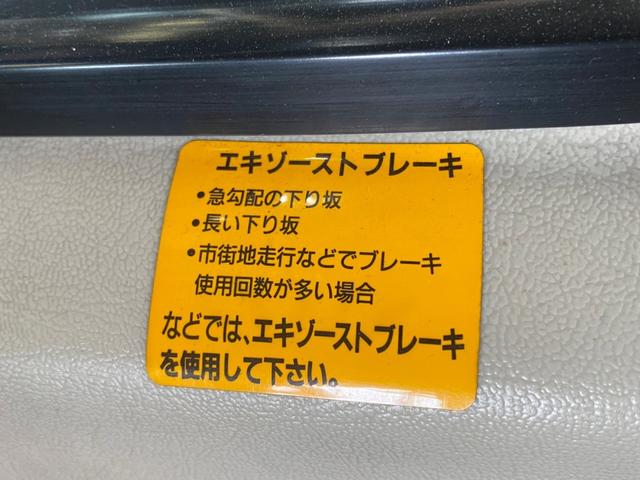 エキゾーストブレーキ
•急勾配の下り坂
•長い下り坂
•市街地走行などでブレーキ
使用回数が多い場合
などでは、エキゾーストブレーキ
を使用して下さい。